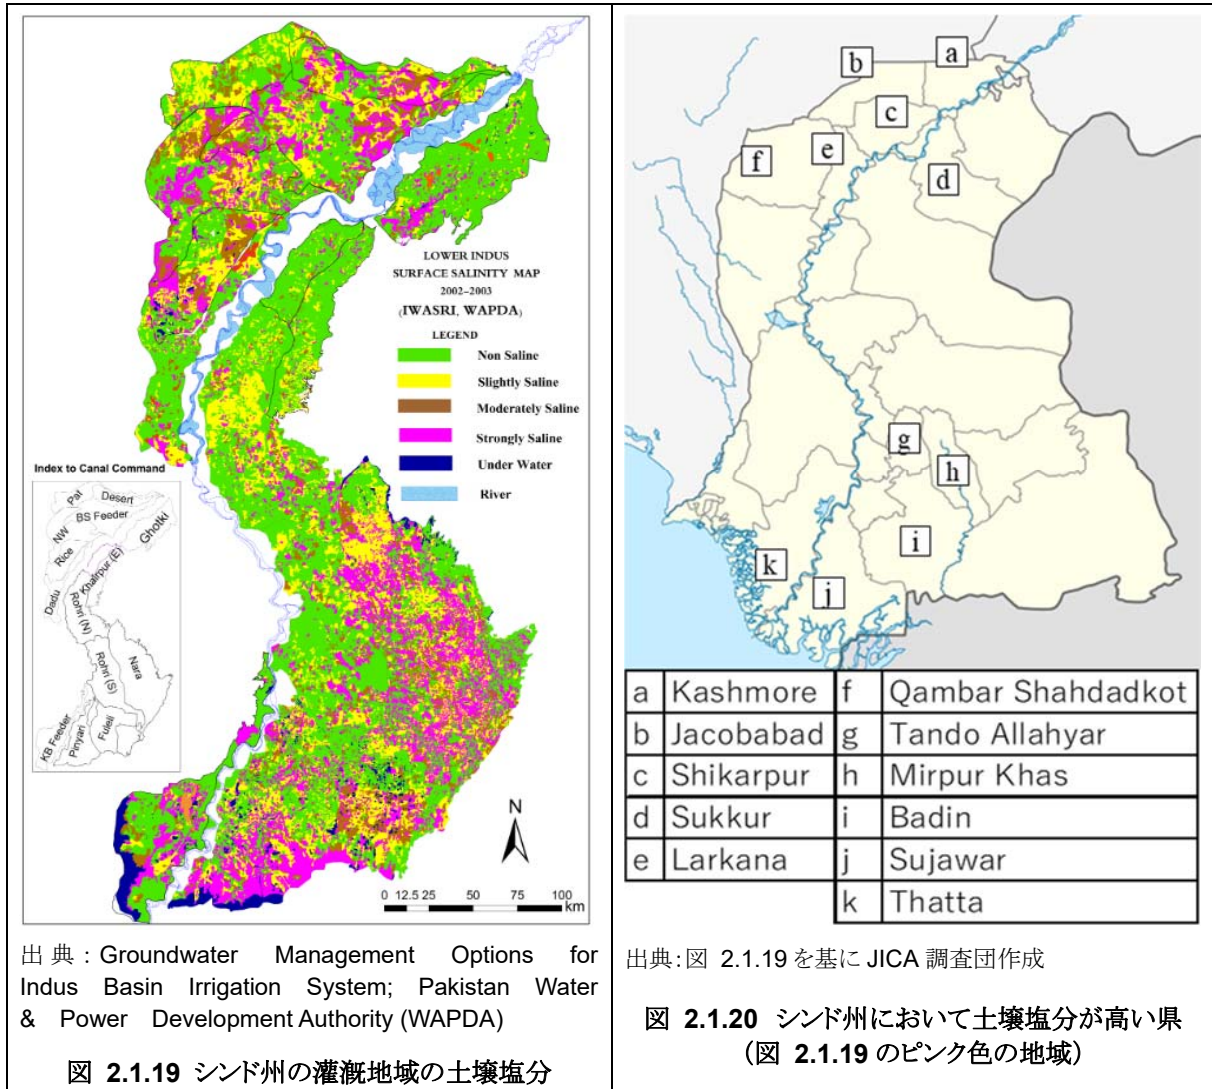 LOWER INDUS
SURFACE SALINITY MAP
2002–2003
(IWASRI, WAPDA)
LEGEND
Non Saline
Slightly Saline
Moderately Saline
Strongly Saline
Under Water
River
Index to Canal Command
Pat
Desert
BS Feeder
NW
Rice
Ghotki
Khairpur (E)
Dadu
Rohri (N)
Rohri (S)
Nara
KB Feeder
Pinyari
Fuleli
N
0 12.5 25 50 75 100
km
出典: Groundwater Management Options for
Indus Basin Irrigation System; Pakistan Water
& Power Development Authority (WAPDA)
図 2.1.19 シンド州の灌漑地域の土壌塩分
a
b
c
e
f
d
g
h
i
k
j
a Kashmore f Qambar Shahdadkot
b Jacobabad g Tando Allahyar
c Shikarpur h Mirpur Khas
d Sukkur i Badin
e Larkana j Sujawar
k Thatta
出典:図 2.1.19 を基に JICA 調査団作成
図 2.1.20 シンド州において土壌塩分が高い県
(図 2.1.19 のピンク色の地域)